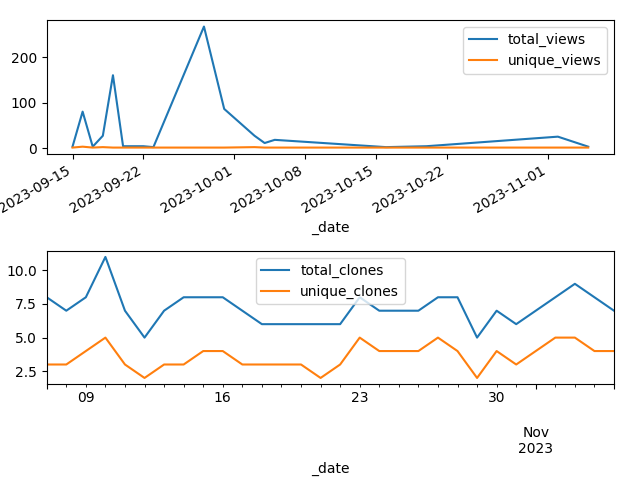 total_views
unique_views
200
100
0
2023-09-15
2023-09-22
2023-10-01
2023-10-08
2023-10-15
2023-10-22
2023-11-01
_date
total_clones
unique_clones
10.0
7.5
5.0
2.5
09
16
23
30
Nov
2023
_date